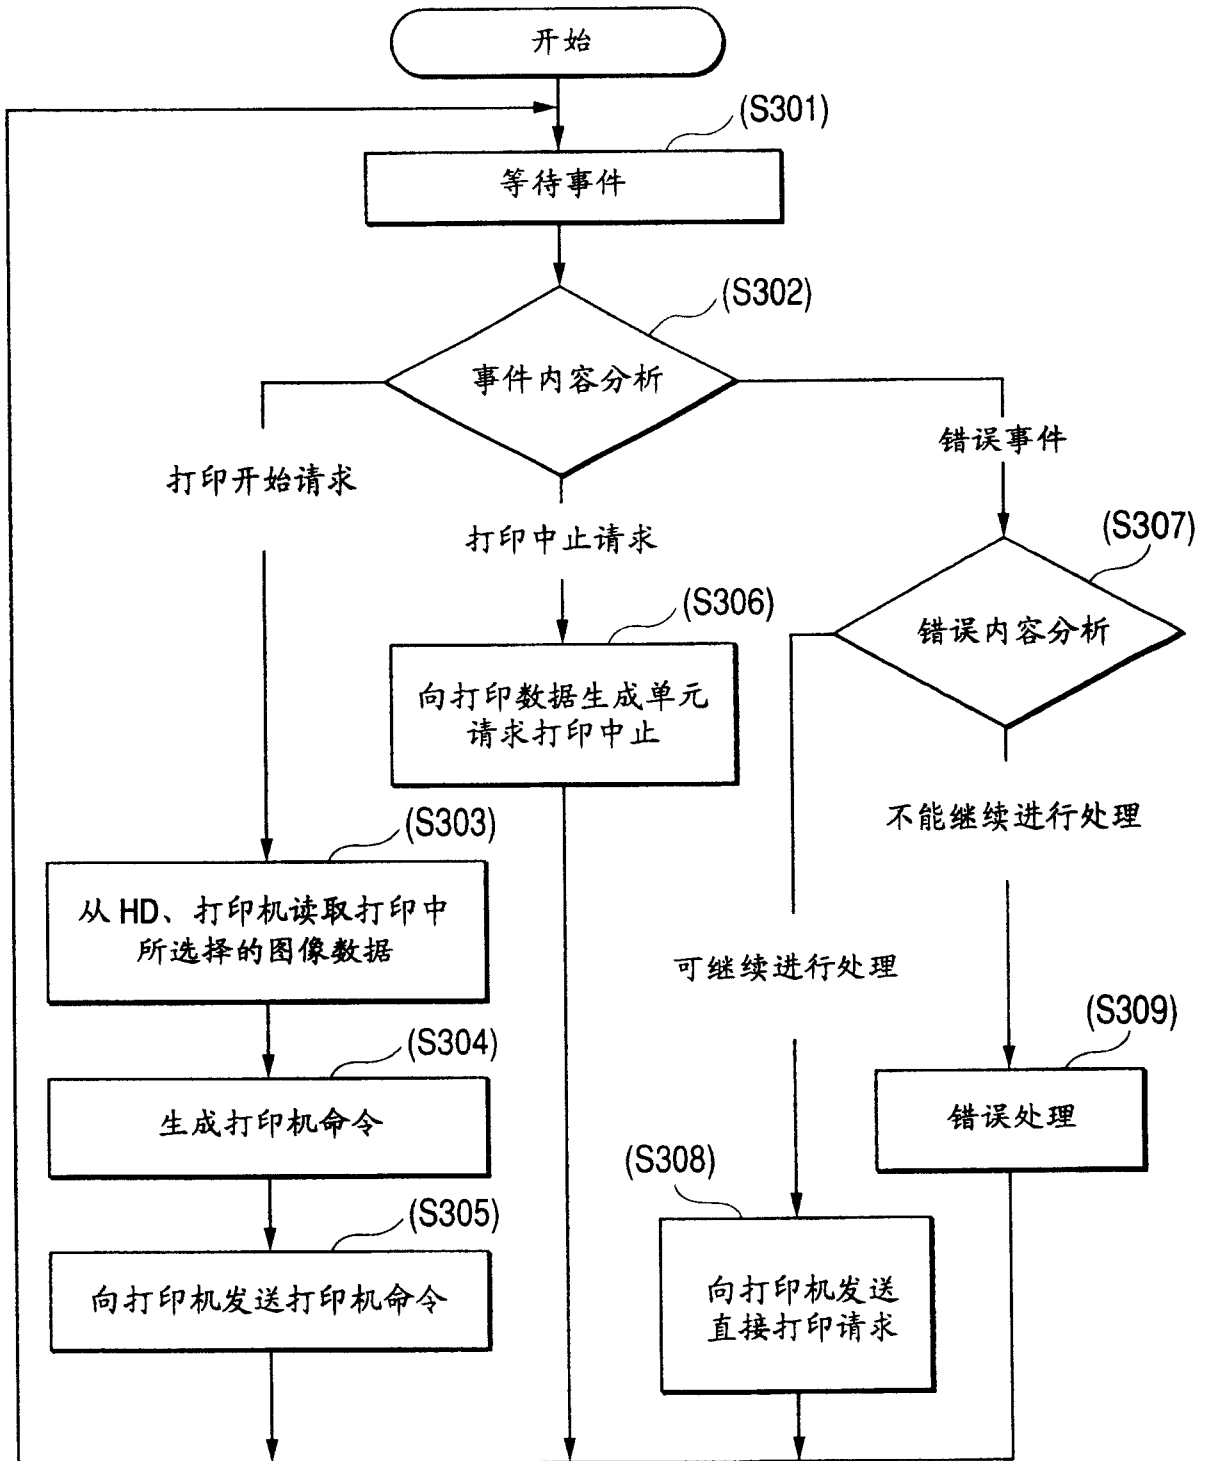 开始
(S301)
等待事件
(S302)
事件内容分析
错误事件
打印开始请求
(S307)
打印中止请求
(S306)
错误内容分析
向打印数据生成单元
请求打印中止
(S303)
不能继续进行处理
从HD、打印机读取打印中
所选择的图像数据
可继续进行处理
(S309)
(S304)
错误处理
生成打印机命令
(S308)
(S305)
向打印机发送打印机命令
向打印机发送
直接打印请求